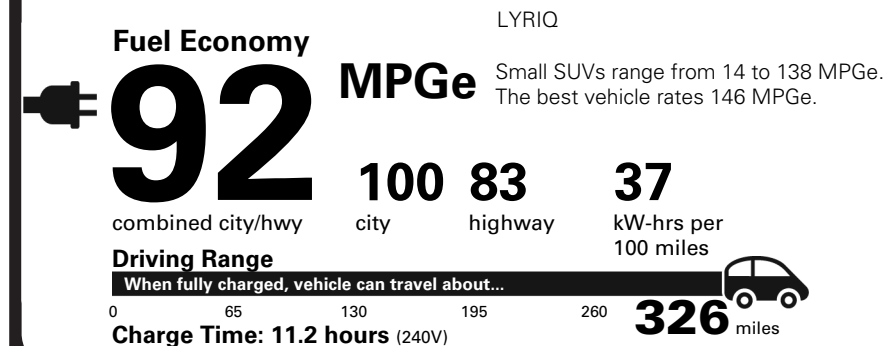 LYRIQ
Fuel Economy
92
MPGe
Small SUVs range from 14 to 138 MPGe.
The best vehicle rates 146 MPGe.
combined city/hwy
100
city
83
highway
37
kW-hrs per
100 miles
Driving Range
When fully charged, vehicle can travel about...
0 65 130 195 260 326 miles
Charge Time: 11.2 hours (240V)